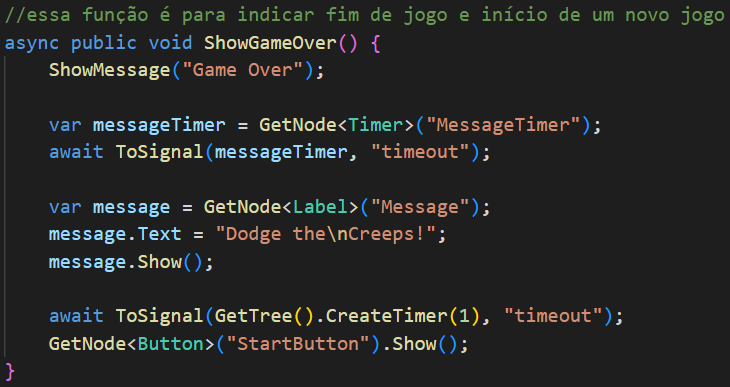 //essa função é para indicar fim de jogo e início de um novo jogo
async public void ShowGameOver() {
    ShowMessage("Game Over");

    var messageTimer = GetNode<Timer>("MessageTimer");
    await ToSignal(messageTimer, "timeout");

    var message = GetNode<Label>("Message");
    message.Text = "Dodge the\nCreeps!";
    message.Show();

    await ToSignal(GetTree().CreateTimer(1), "timeout");
    GetNode<Button>("StartButton").Show();
}